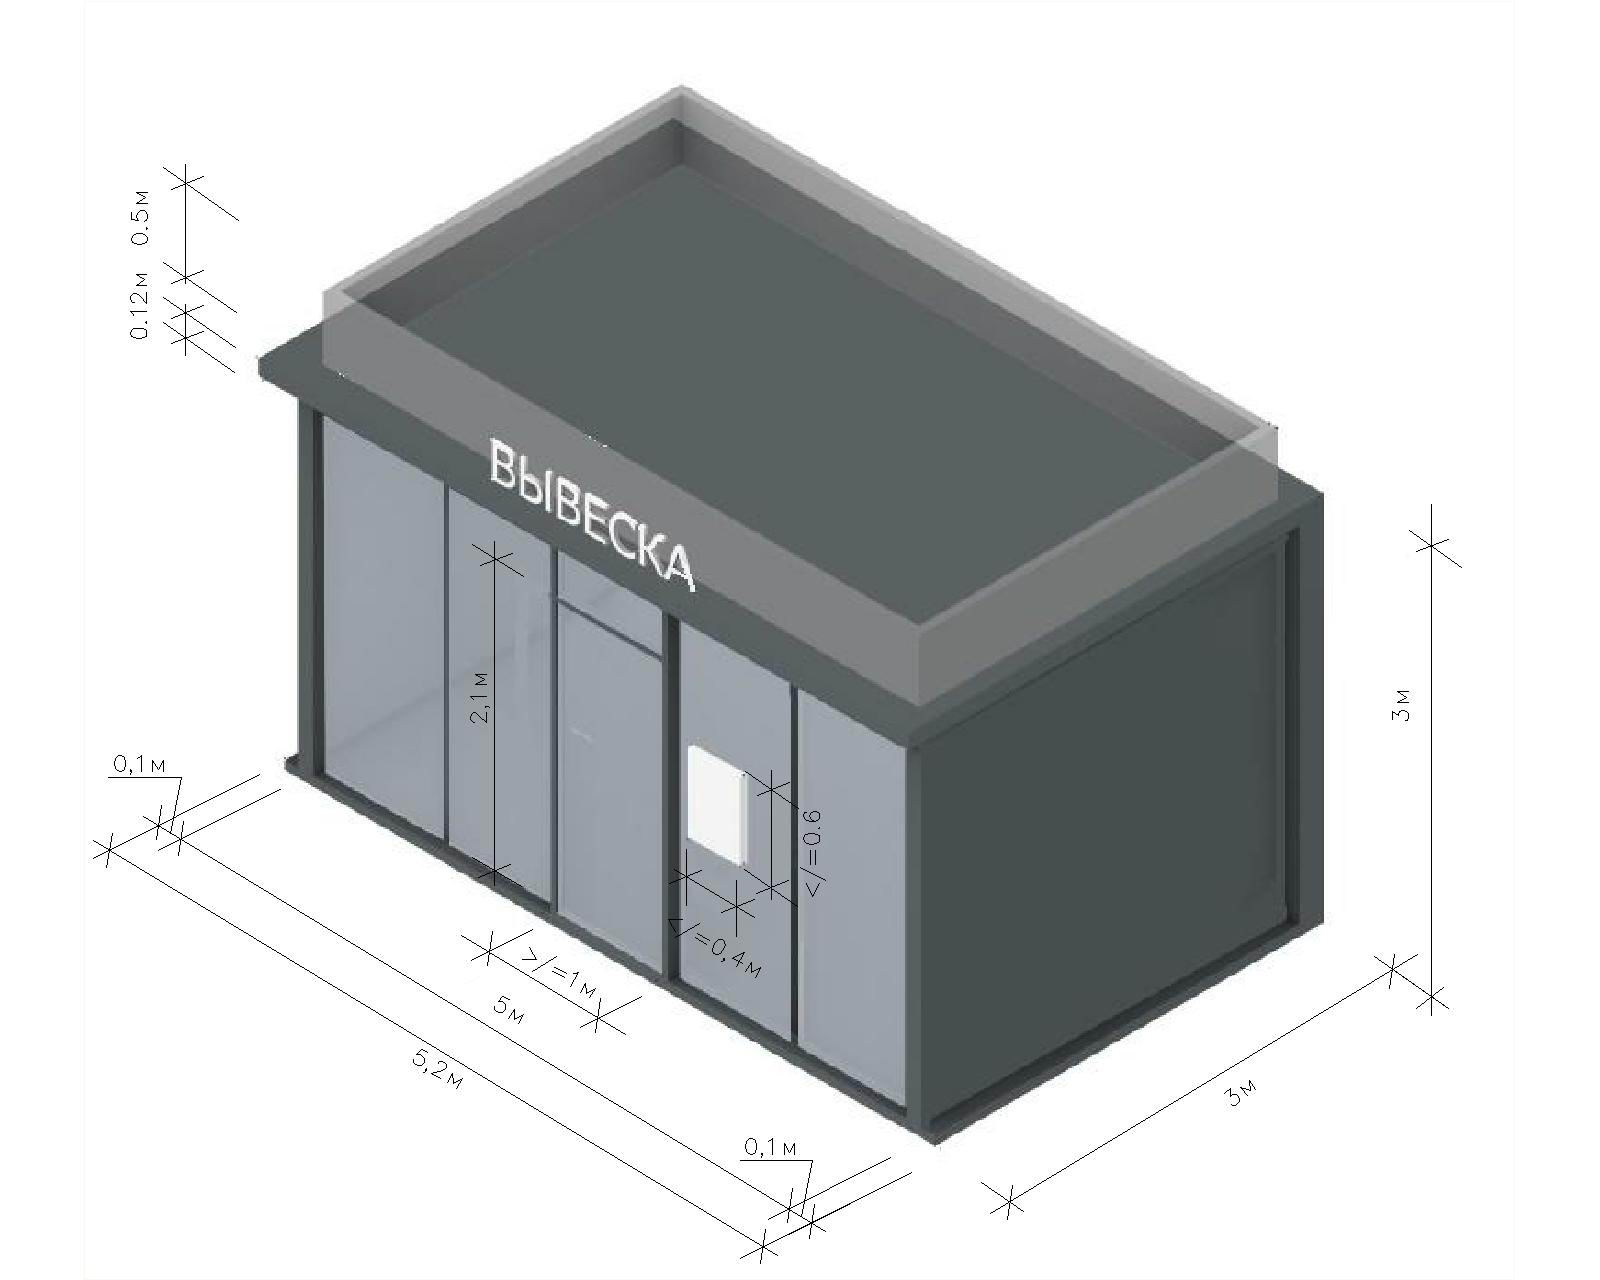 0.5м
0.12м
ВЫВЕСКА
2,1м
3м
0,1м
</=0.6
</=0,4м
>/=1м
5м
5,2м
3м
0,1м